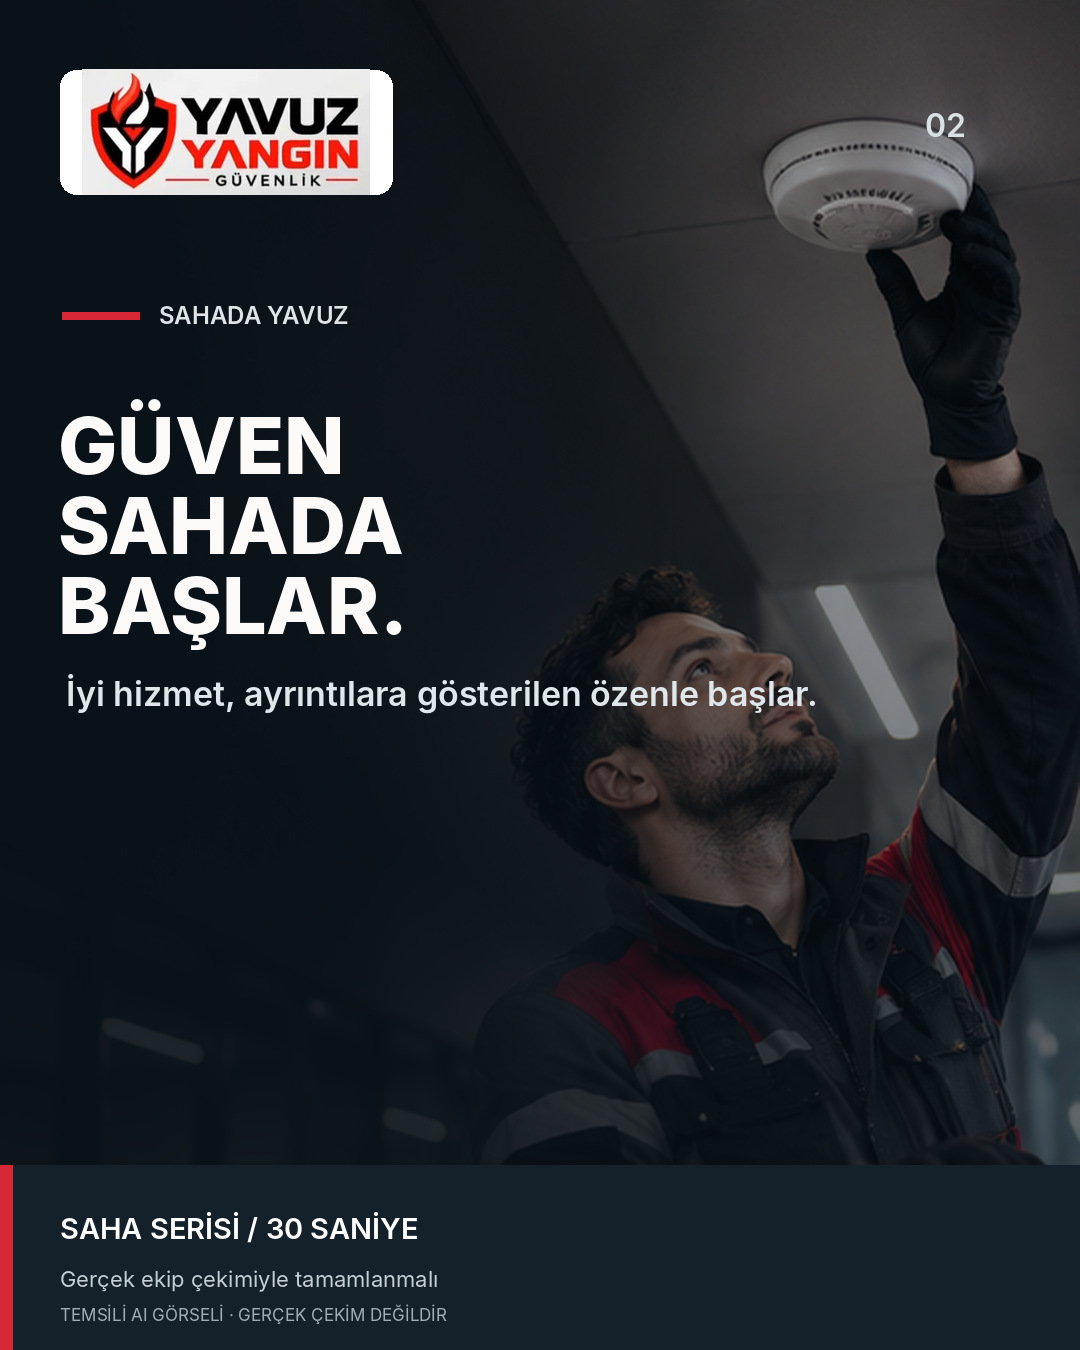 YAVUZ
YANGIN
GÜVENLİK
02
SAHADA YAVUZ
GÜVEN
SAHADA
BAŞLAR.
İyi hizmet, ayrıntılara gösterilen özenle başlar.
SAHA SERİSİ / 30 SANİYE
Gerçek ekip çekimiyle tamamlanmalı
TEMSİLİ AI GÖRSELİ · GERÇEK ÇEKİM DEĞİLDİR